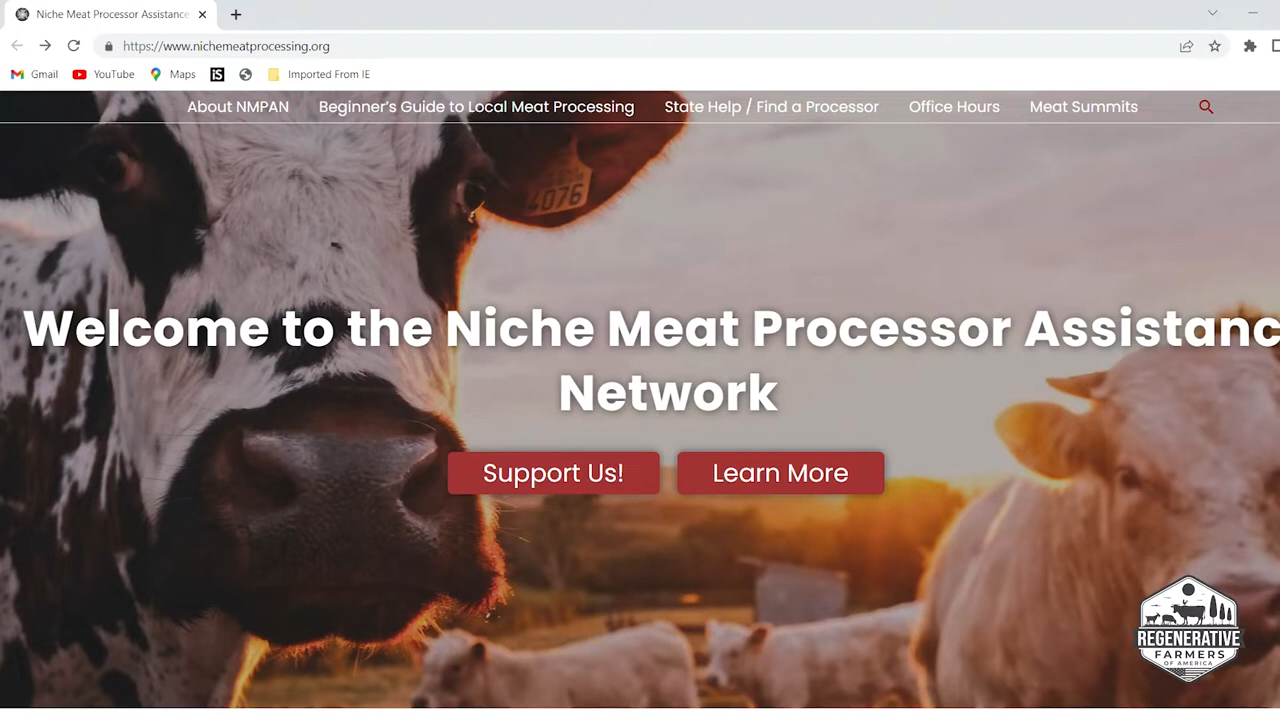 Niche Meat Processor Assistance
https://www.nichemeatprocessing.org
Gmail
YouTube
Maps
iS
Imported From IE
About NMPAN
Beginner’s Guide to Local Meat Processing
State Help / Find a Processor
Office Hours
Meat Summits
4076
Welcome to the Niche Meat Processor Assistanc
Network
Support Us!
Learn More
REGENERATIVE
FARMERS
OF AMERICA